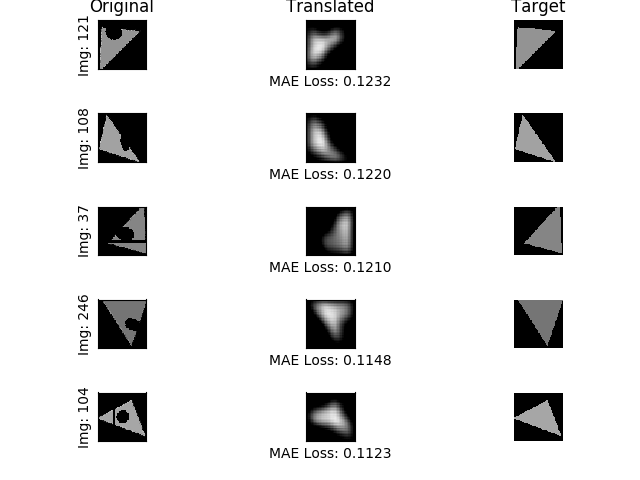 Original Translated Target
Img: 121
MAE Loss: 0.1232
Img: 108
MAE Loss: 0.1220
Img: 37
MAE Loss: 0.1210
Img: 246
MAE Loss: 0.1148
Img: 104
MAE Loss: 0.1123